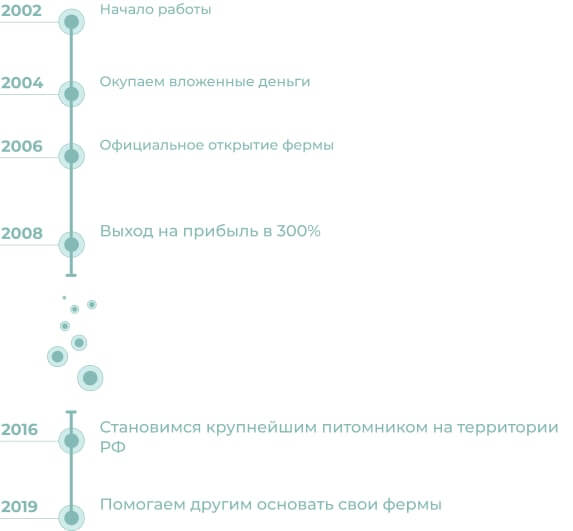 2002 Начало работы
2004 Окупаем вложенные деньги
2006 Официальное открытие фермы
2008 Выход на прибыль в 300%
2016 Становимся крупнейшим питомником на территории
РФ
2019 Помогаем другим основать свои фермы